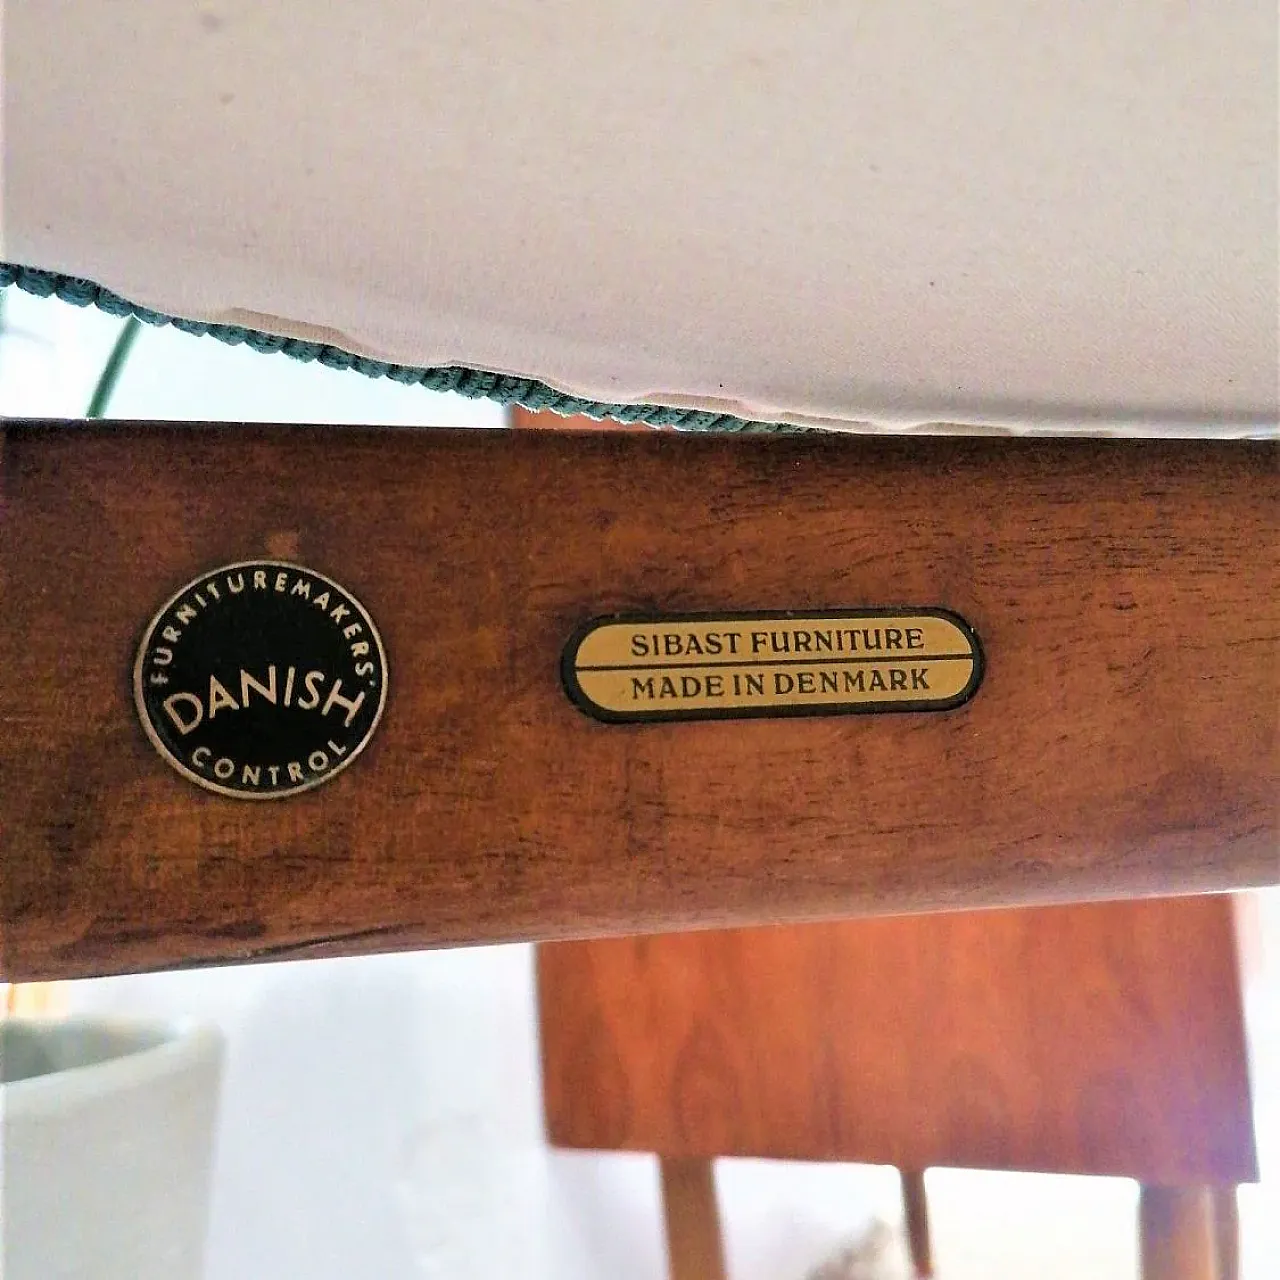 FURNITUREMAKERS'
DANISH
CONTROL
SIBAST FURNITURE
MADE IN DENMARK